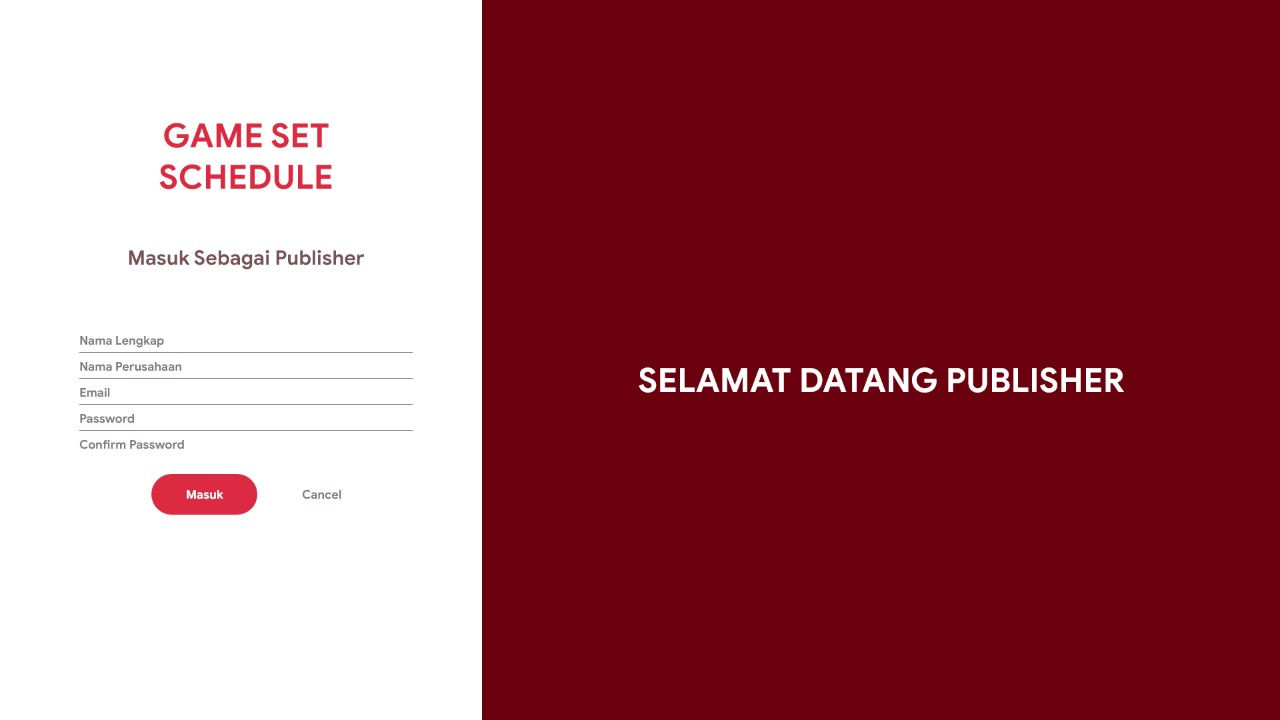 GAME SET
SCHEDULE
Masuk Sebagai Publisher
Nama Lengkap
Nama Perusahaan
Email
Password
Confirm Password
Masuk
Cancel
SELAMAT DATANG PUBLISHER